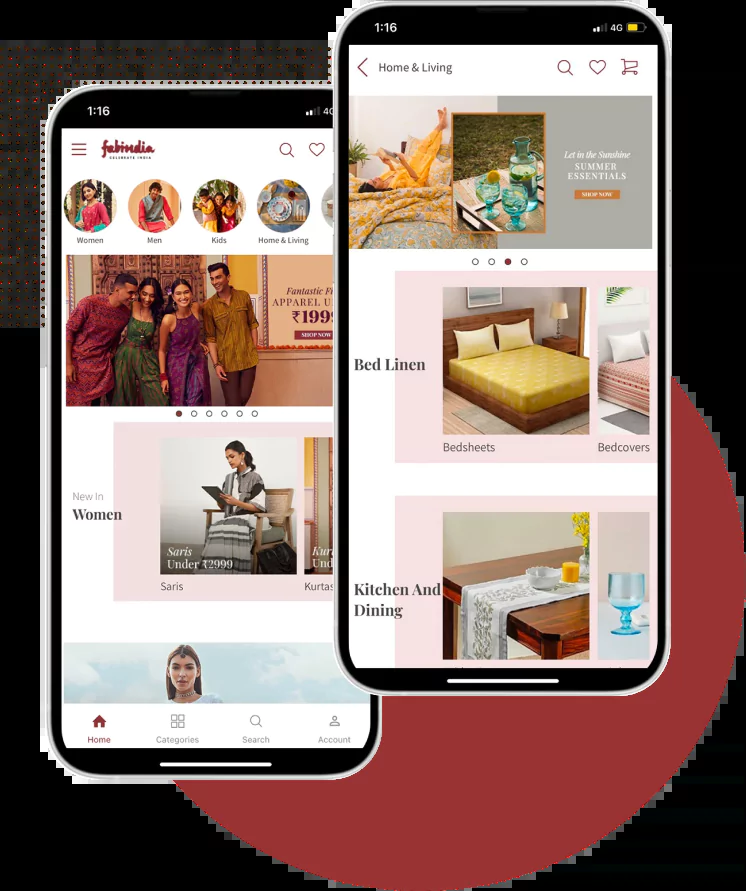 1:16
4G
fabindia
CELEBRATE INDIA
Women
Men
Kids
Home & Living
Fantastic
APPAREL
₹199
SHOP NOW
New In
Women
Saris
Under ₹2999
Saris
Kurtas
Home
Categories
Search
Account
1:16
4G
Home & Living
Let in the Sunshine
SUMMER
ESSENTIALS
SHOP NOW
Bed Linen
Bedsheets
Bedcovers
Kitchen And
Dining